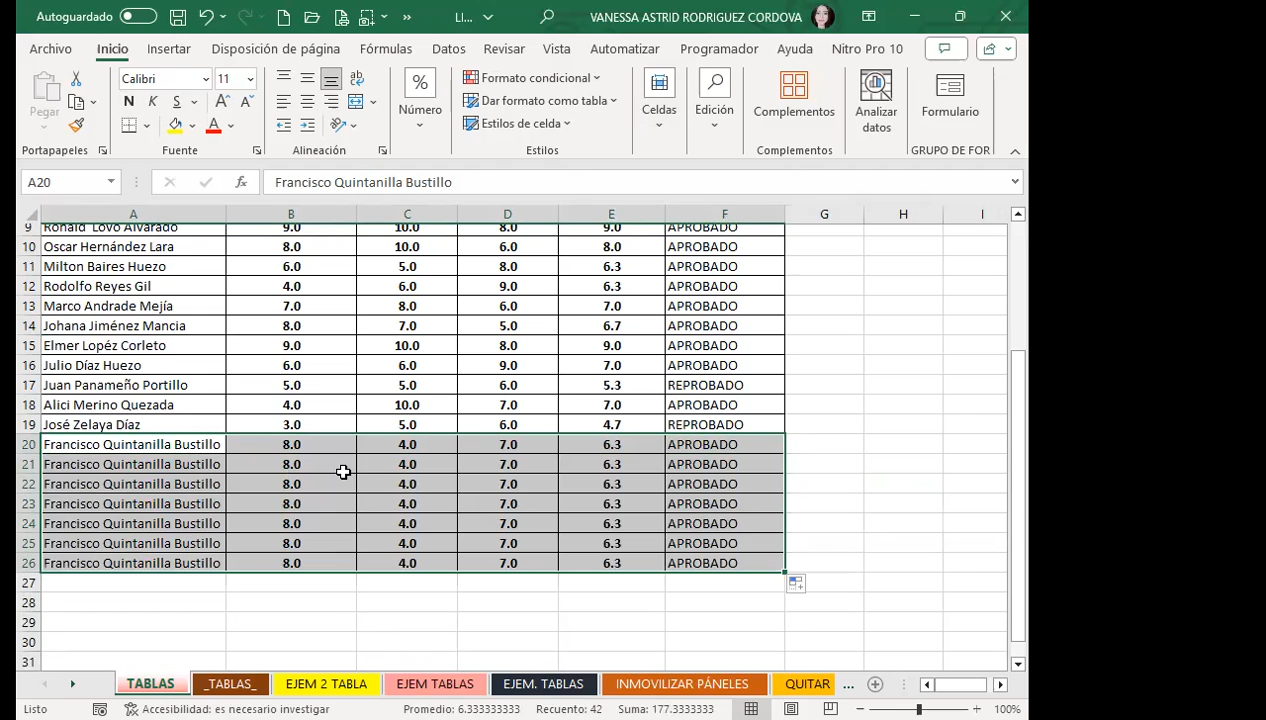 Autoguardado LI... VANESSA ASTRID RODRIGUEZ CORDOVA
Archivo Inicio Insertar Disposición de página Fórmulas Datos Revisar Vista Automatizar Programador Ayuda Nitro Pro 10
Pegar Calibri 11 N K S A A A % Número Formato condicional Dar formato como tabla Estilos de celda Celdas Edición Complementos Analizar datos Formulario
Portapapeles Fuente Alineación Estilos Complementos GRUPO DE FOR
A20 fx Francisco Quintanilla Bustillo
A B C D E F G H I
9 Ronald Lovo Alvarado 9.0 10.0 8.0 9.0 APROBADO
10 Oscar Hernández Lara 8.0 10.0 6.0 8.0 APROBADO
11 Milton Baires Huezo 6.0 5.0 8.0 6.3 APROBADO
12 Rodolfo Reyes Gil 4.0 6.0 9.0 6.3 APROBADO
13 Marco Andrade Mejía 7.0 8.0 6.0 7.0 APROBADO
14 Johana Jiménez Mancia 8.0 7.0 5.0 6.7 APROBADO
15 Elmer Lopéz Corleto 9.0 10.0 8.0 9.0 APROBADO
16 Julio Díaz Huezo 6.0 6.0 9.0 7.0 APROBADO
17 Juan Panameño Portillo 5.0 5.0 6.0 5.3 REPROBADO
18 Alici Merino Quezada 4.0 10.0 7.0 7.0 APROBADO
19 José Zelaya Díaz 3.0 5.0 6.0 4.7 REPROBADO
20 Francisco Quintanilla Bustillo 8.0 4.0 7.0 6.3 APROBADO
21 Francisco Quintanilla Bustillo 8.0 4.0 7.0 6.3 APROBADO
22 Francisco Quintanilla Bustillo 8.0 4.0 7.0 6.3 APROBADO
23 Francisco Quintanilla Bustillo 8.0 4.0 7.0 6.3 APROBADO
24 Francisco Quintanilla Bustillo 8.0 4.0 7.0 6.3 APROBADO
25 Francisco Quintanilla Bustillo 8.0 4.0 7.0 6.3 APROBADO
26 Francisco Quintanilla Bustillo 8.0 4.0 7.0 6.3 APROBADO
27
28
29
30
31
TABLAS _TABLAS_ EJEM 2 TABLA EJEM TABLAS EJEM. TABLAS INMOVILIZAR PÁNELES QUITAR ...
Listo Accesibilidad: es necesario investigar Promedio: 6.333333333 Recuento: 42 Suma: 177.3333333 100%